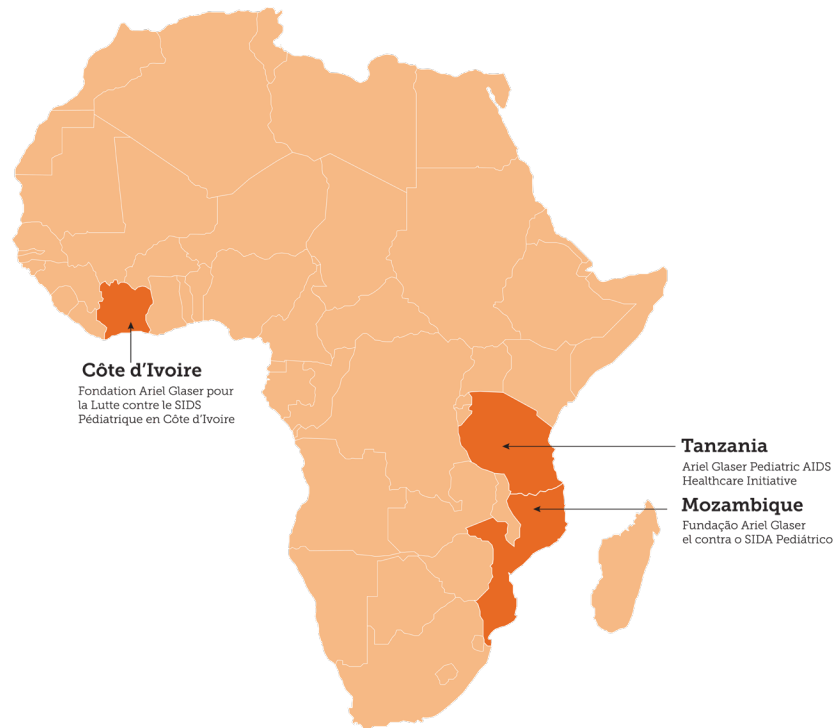 Côte d’Ivoire
Fondation Ariel Glaser pour
la Lutte contre le SIDS
Pédiatrique en Côte d’Ivoire
Tanzania
Ariel Glaser Pediatric AIDS
Healthcare Initiative
Mozambique
Fundação Ariel Glaser
el contra o SIDA Pediátrico